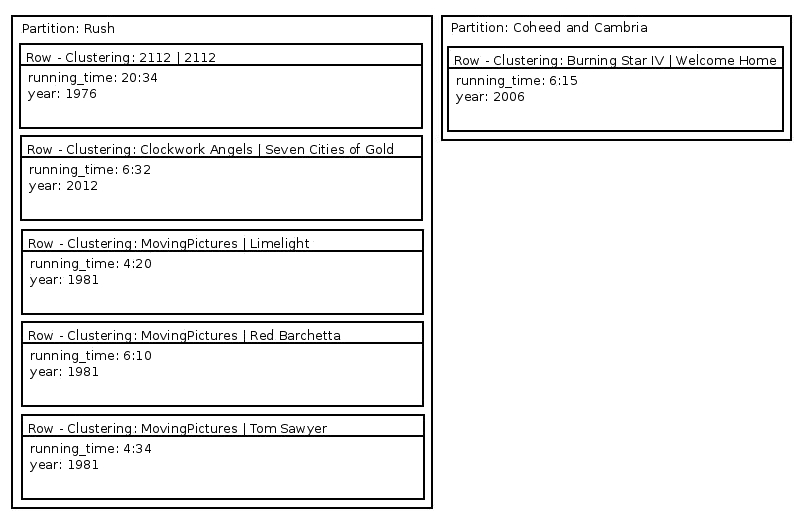 Partition: Rush
Row - Clustering: 2112 | 2112
running_time: 20:34
year: 1976
Row - Clustering: Clockwork Angels | Seven Cities of Gold
running_time: 6:32
year: 2012
Row - Clustering: MovingPictures | Limelight
running_time: 4:20
year: 1981
Row - Clustering: MovingPictures | Red Barchetta
running_time: 6:10
year: 1981
Row - Clustering: MovingPictures | Tom Sawyer
running_time: 4:34
year: 1981
Partition: Coheed and Cambria
Row - Clustering: Burning Star IV | Welcome Home
running_time: 6:15
year: 2006